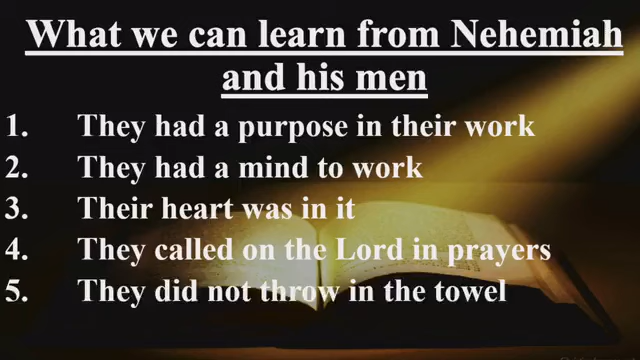 What we can learn from Nehemiah
and his men
1. They had a purpose in their work
2. They had a mind to work
3. Their heart was in it
4. They called on the Lord in prayers
5. They did not throw in the towel